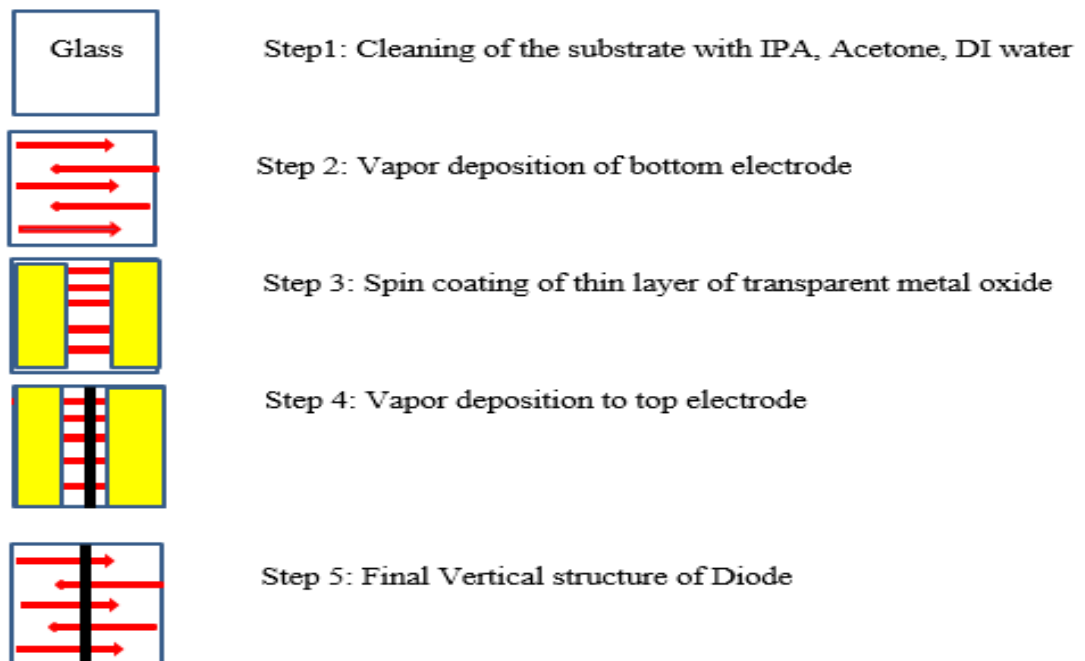 Glass
Step1: Cleaning of the substrate with IPA, Acetone, DI water
Step 2: Vapor deposition of bottom electrode
Step 3: Spin coating of thin layer of transparent metal oxide
Step 4: Vapor deposition to top electrode
Step 5: Final Vertical structure of Diode